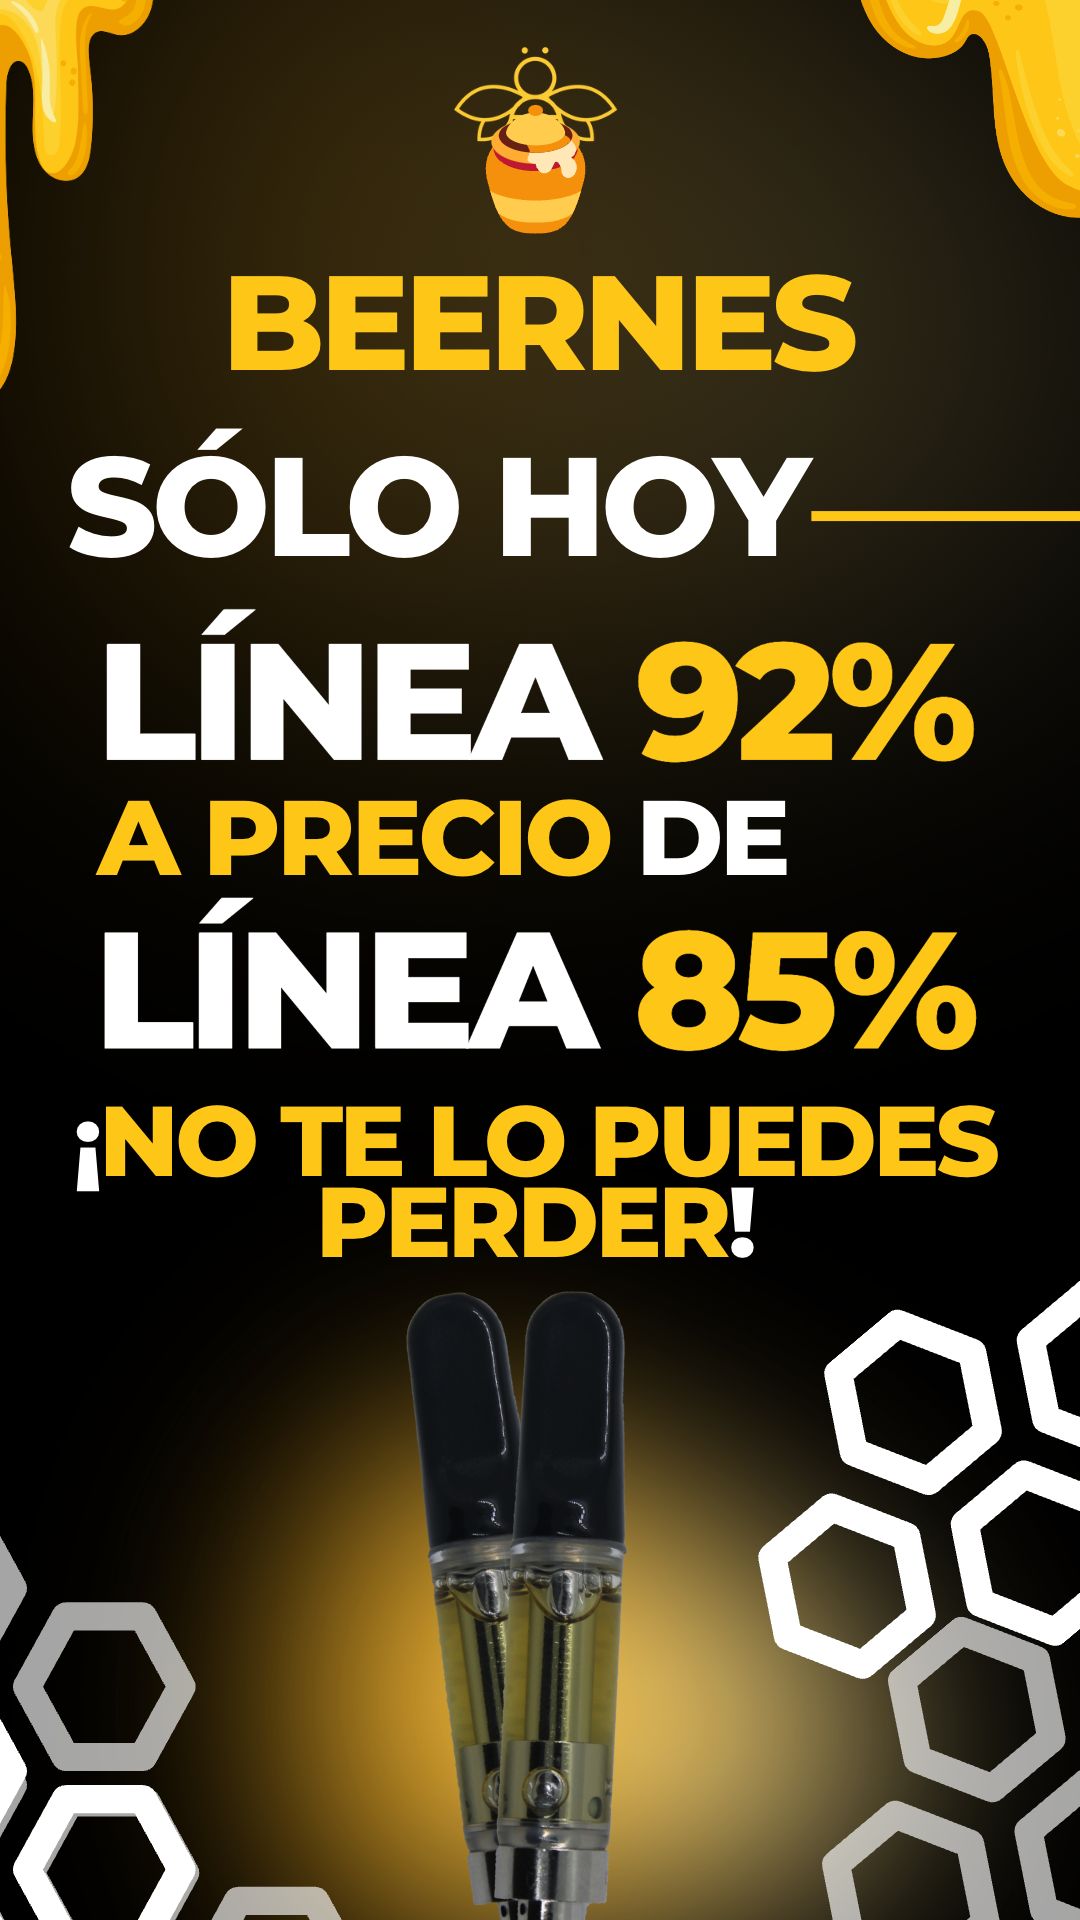 BEERNES
SÓLO HOY
LÍNEA 92%
A PRECIO DE
LÍNEA 85%
¡NO TE LO PUEDES
PERDER!